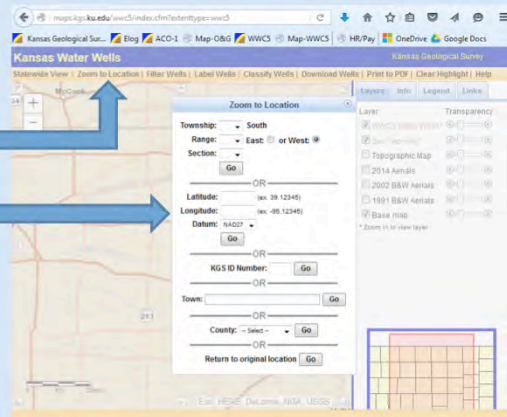 maps.kgs.ku.edu/wwc5/index.cfm?extenttype=wwc5
Kansas Geological Sur... Elog ACO-1 Map-O&G WWC5 Map-WWC5 HR/Pay OneDrive Google Docs
Kansas Water Wells
Kansas Geological Survey
Statewide View | Zoom to Location | Filter Wells | Label Wells | Classify Wells | Download Wells | Print to PDF | Clear Highlight | Help
McCook
24
+
−
Layers Info Legend Links
Layer Transparency
Topographic Map
2014 Aerials
2002 B&W Aerials
1991 B&W Aerials
Base map
* Zoom in to view layer
Zoom to Location
Township: South
Range: East: or West:
Section:
Go
OR
Latitude: (ex. 39.12345)
Longitude: (ex. -95.12345)
Datum: NAD27
Go
OR
KGS ID Number: Go
OR
Town: Go
OR
County: -- Select -- Go
OR
Return to original location Go
283
Esri, HERE, DeLorme, NGA, USGS